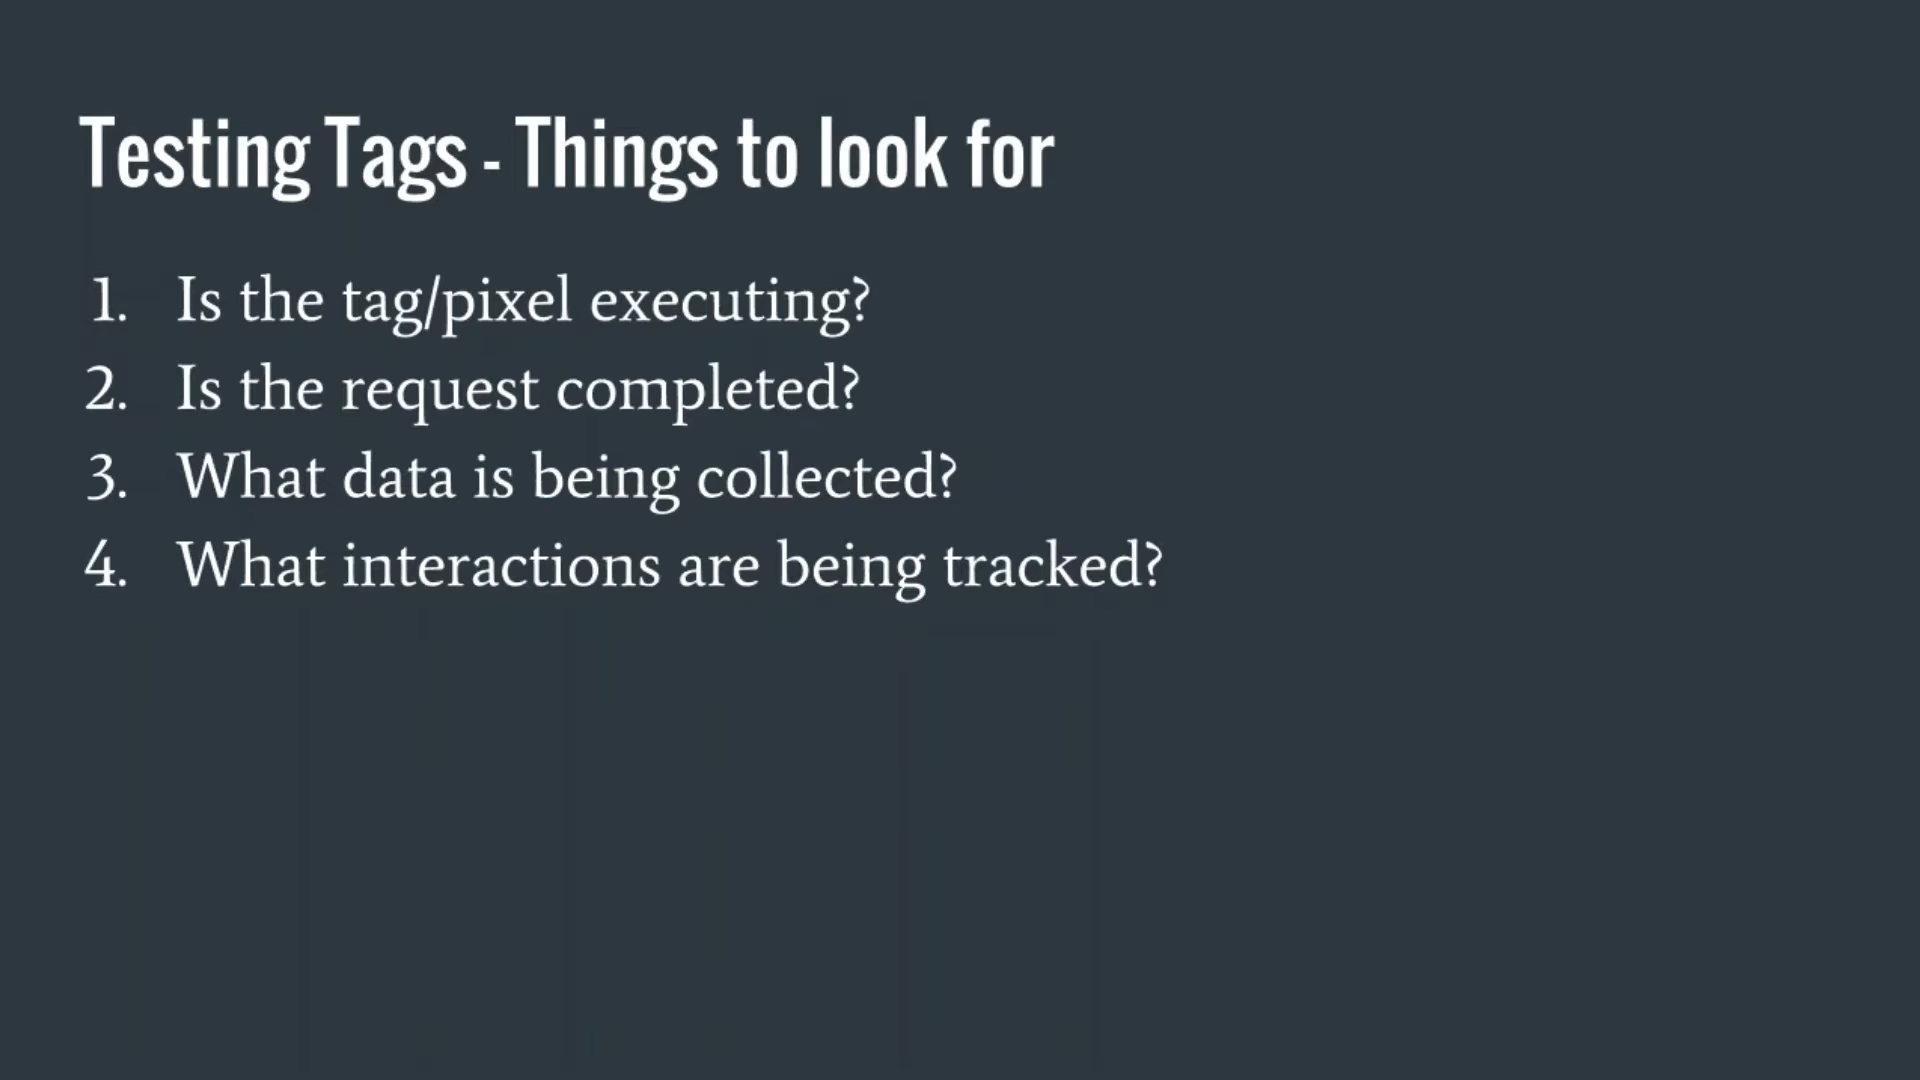 Testing Tags - Things to look for
1. Is the tag/pixel executing?
2. Is the request completed?
3. What data is being collected?
4. What interactions are being tracked?